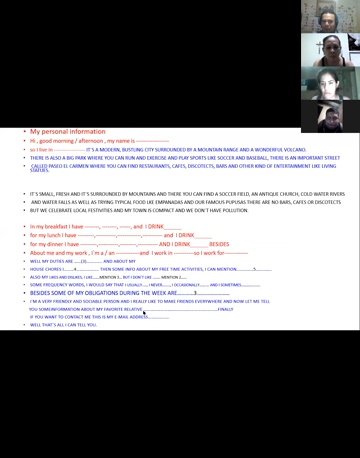 • My personal information
• Hi , good morning / afternoon , my name is ----------------
• so I live in --------------- IT´S A MODERN, BUSTLING CITY SURROUNDED BY A MOUNTAIN RANGE AND A WONDERFUL VOLCANO.
• THERE IS ALSO A BIG PARK WHERE YOU CAN RUN AND EXERCISE AND PLAY SPORTS LIKE SOCCER AND BASEBALL, THERE IS AN IMPORTANT STREET
• CALLED PASEO EL CARMEN WHERE YOU CAN FIND RESTAURANTS, CAFES, DISCOTECTS, BARS AND OTHER KIND OF ENTERTAINMENT LIKE LIVING
STATUES.
• IT´S SMALL, FRESH AND IT´S SURROUNDED BY MOUNTAINS AND THERE YOU CAN FIND A SOCCER FIELD, AN ANTIQUE CHURCH, COLD WATER RIVERS
• AND WATER FALLS AS WELL AS TRYING TYPICAL FOOD LIKE EMPANADAS AND OUR FAMOUS PUPUSAS THERE ARE NO BARS, CAFES OR DISCOTECTS
• BUT WE CELEBRATE LOCAL FESTIVITIES AND MY TOWN IS COMPACT AND WE DON´T HAVE POLLUTION.
• In my breakfast I have -------, ------, -----, and I DRINK______
• for my lunch I have ------, --------, ---------, ------- and I DRINK_____
• for my dinner I have -------,--------,-------,------- AND I DRINK_____ BESIDES
• About me and my work , I´m a / an ---------- and I work in ----------so I work for-----------
• WELL MY DUTIES ARE ......(3)............AND ABOUT MY
• HOUSE CHORES I.........4..................THEN SOME INFO ABOUT MY FREE TIME ACTIVITIES, I CAN MENTION.............5..............
• ALSO MY LIKES AND DISLIKES, I LIKE.......MENTION 3... BUT I DON´T LIKE....... MENTION 2......
• SOME FREQUENCY WORDS, I WOULD SAY THAT I USUALLY......, I NEVER........, I OCCASIONALLY......... AND I SOMETIMES..............
• BESIDES SOME OF MY OBLIGATIONS DURING THE WEEK ARE...........3......................
• I´M A VERY FRIENDLY AND SOCIABLE PERSON AND I REALLY LIKE TO MAKE FRIENDS EVERYWHERE AND NOW LET ME TELL
YOU SOME INFORMATION ABOUT MY FAVORITE RELATIVE..........................................FINALLY
• IF YOU WANT TO CONTACT ME THIS IS MY E-MAIL ADDRESS...............
• WELL THAT´S ALL I CAN TELL YOU.